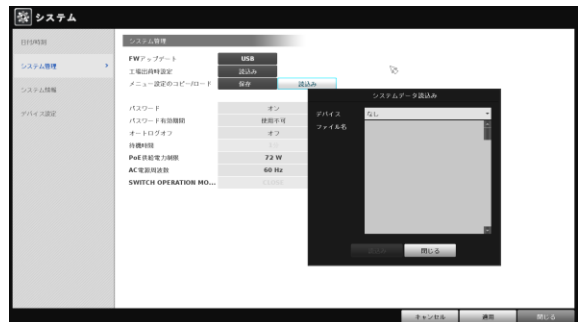 システム
日付/時間
システム管理
システム管理
FWアップデート USB
工場出荷時設定 読込み
メニュー設定のコピー/ロード 保存 読込み
システム情報
デバイス設定
パスワード オン
パスワード有効期間 使用不可
オートログオフ オフ
待機時間
PoE供給電力制限 72 W
AC電源周波数 60 Hz
SWITCH OPERATION MO...
システムデータ読込み
デバイス なし
ファイル名
読込み 閉じる
キャンセル 適用 閉じる